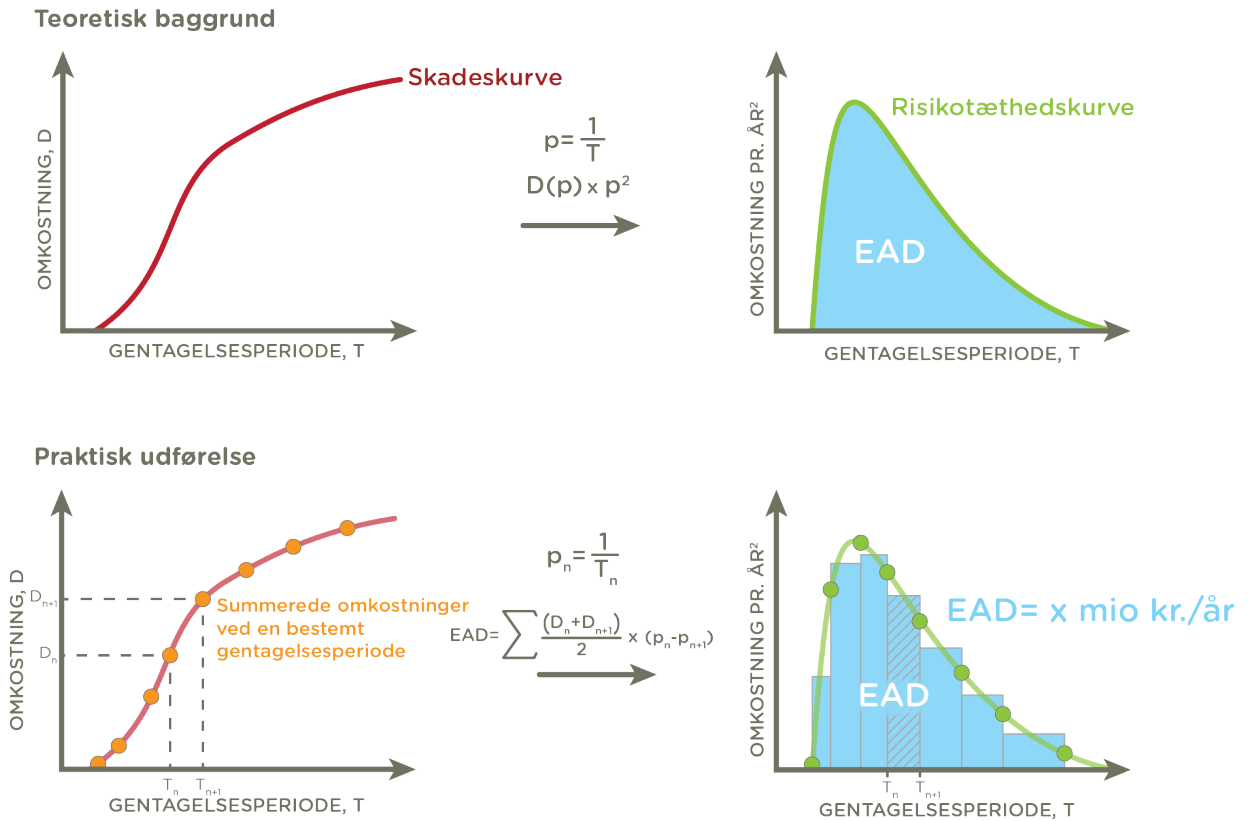 Teoretisk baggrund
OMKOSTNING, D
Skadeskurve
GENTAGELSESPERIODE, T
p= 1/T
D(p) x p²
OMKOSTNING PR. ÅR²
Risikotæthedskurve
EAD
GENTAGELSESPERIODE, T
Praktisk udførelse
OMKOSTNING, D
Dn+1
Dn
Summerede omkostninger
ved en bestemt
gentagelsesperiode
Tn Tn+1
GENTAGELSESPERIODE, T
pn= 1/Tn
EAD= ∑ (Dn+Dn+1)/2 x (pn-pn+1)
OMKOSTNING PR. ÅR²
EAD= x mio kr./år
EAD
Tn Tn+1
GENTAGELSESPERIODE, T